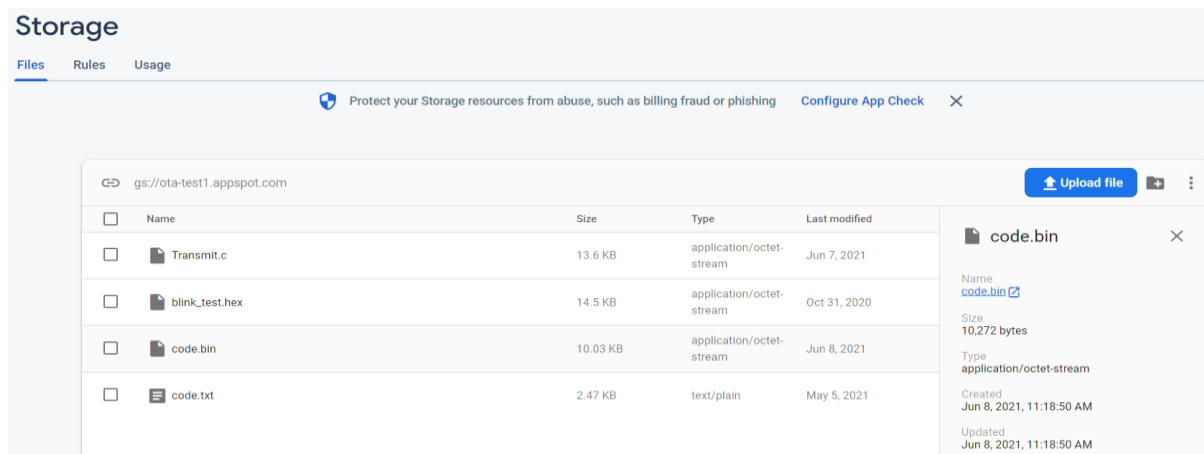 Storage
Files Rules Usage
Protect your Storage resources from abuse, such as billing fraud or phishing Configure App Check
gs://ota-test1.appspot.com Upload file
Name Size Type Last modified
Transmit.c 13.6 KB application/octet-stream Jun 7, 2021
blink_test.hex 14.5 KB application/octet-stream Oct 31, 2020
code.bin 10.03 KB application/octet-stream Jun 8, 2021
code.txt 2.47 KB text/plain May 5, 2021
code.bin
Name
code.bin
Size
10,272 bytes
Type
application/octet-stream
Created
Jun 8, 2021, 11:18:50 AM
Updated
Jun 8, 2021, 11:18:50 AM